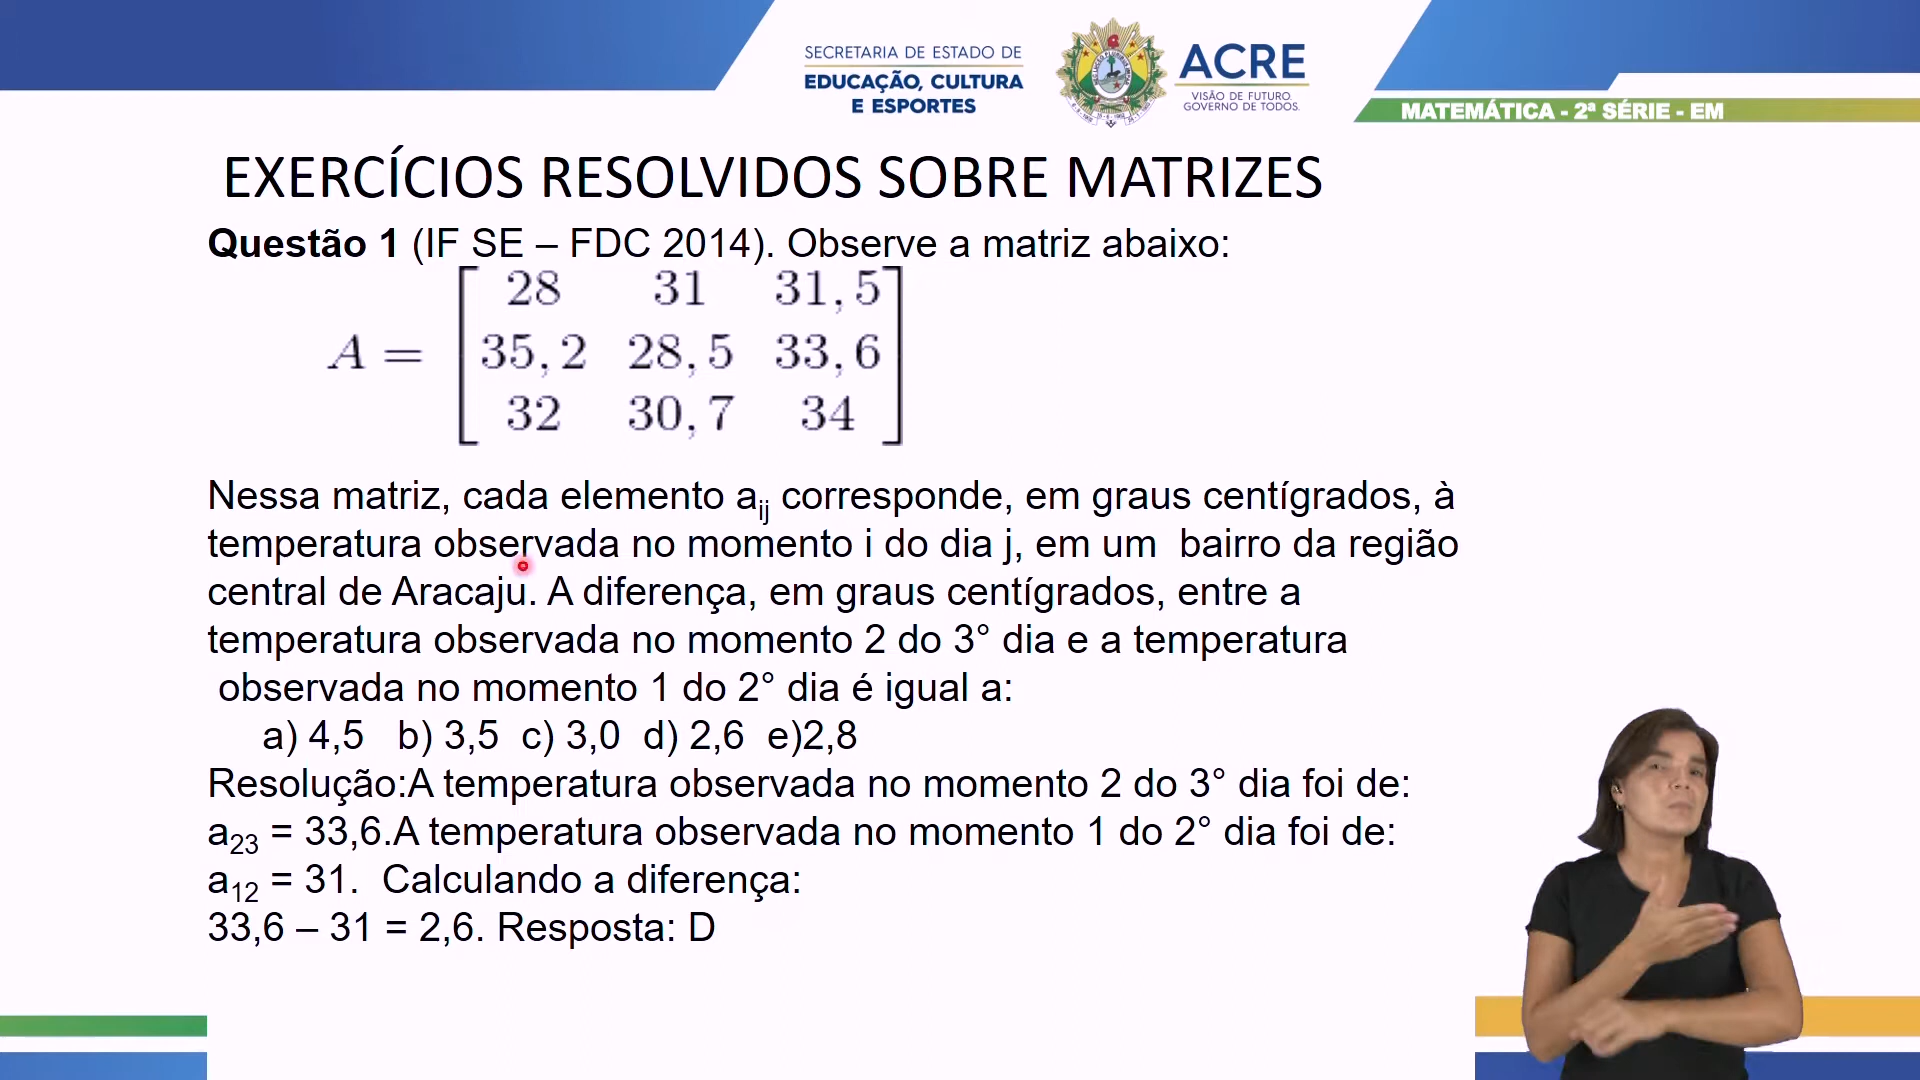 SECRETARIA DE ESTADO DE
EDUCAÇÃO, CULTURA
E ESPORTES
ACRE
VISÃO DE FUTURO.
GOVERNO DE TODOS.
MATEMÁTICA - 2ª SÉRIE - EM
EXERCÍCIOS RESOLVIDOS SOBRE MATRIZES
Questão 1 (IF SE – FDC 2014). Observe a matriz abaixo:
28 31 31,5
A = 35,2 28,5 33,6
32 30,7 34
Nessa matriz, cada elemento aij corresponde, em graus centígrados, à
temperatura observada no momento i do dia j, em um bairro da região
central de Aracaju. A diferença, em graus centígrados, entre a
temperatura observada no momento 2 do 3° dia e a temperatura
observada no momento 1 do 2° dia é igual a:
a) 4,5 b) 3,5 c) 3,0 d) 2,6 e)2,8
Resolução:A temperatura observada no momento 2 do 3° dia foi de:
a23 = 33,6.A temperatura observada no momento 1 do 2° dia foi de:
a12 = 31. Calculando a diferença:
33,6 – 31 = 2,6. Resposta: D